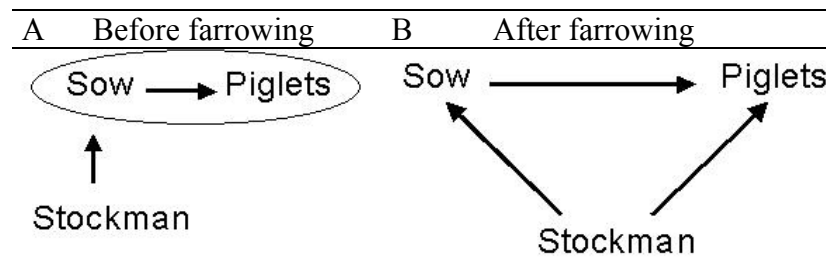 A Before farrowing B After farrowing
Sow Piglets Sow Piglets
Stockman
Stockman